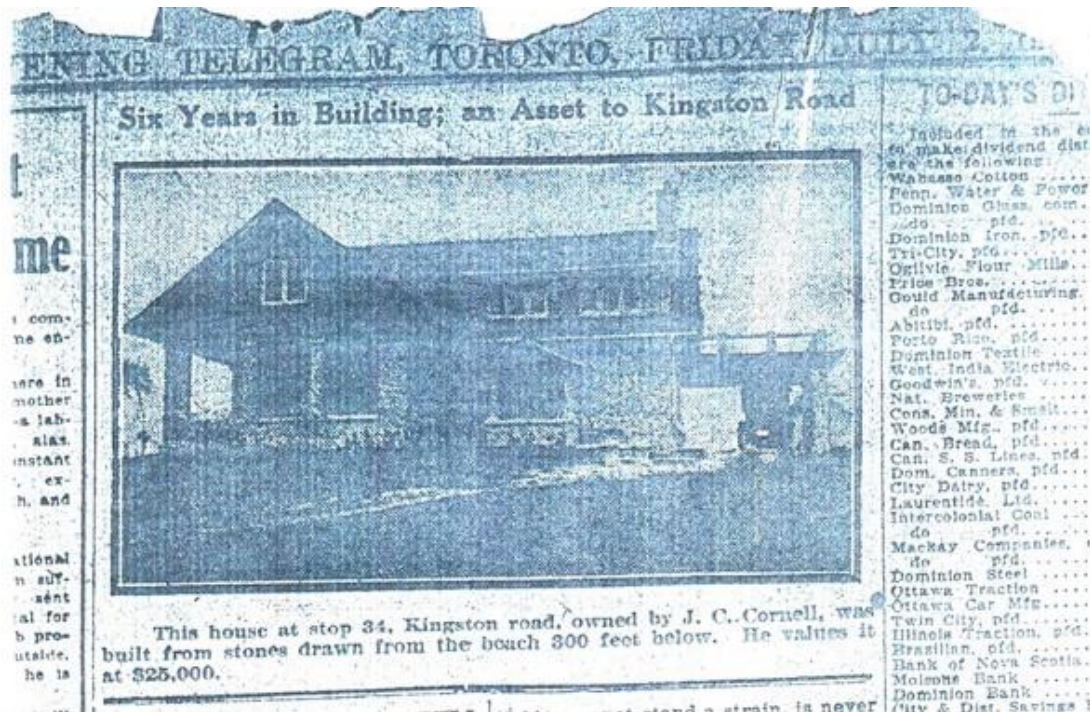 ENING TELEGRAM, TORONTO, FRIDAY, JULY 2,
Six Years in Building; an Asset to Kingston Road
This house at stop 34, Kingston road, owned by J. C. Cornell, was
built from stones drawn from the beach 300 feet below. He values it
at $25,000.
me
com-
me en-
here in
mother
-a lah-
alas
instant
ex-
h, and
ational
n suf-
sent
al for
b pro-
utside.
he is
TO-DAY'S DI
Included in the
to make dividend dist
are the following:
Wabasso Cotton .....
Penn. Water & Power
Dominion Glass, com.
do pfd. ....
Dominion Iron, pfd..
Tri-City, pfd.......
Ogilvie Flour Mills..
Price Bros. ........
Gould Manufacturing.
do pfd. ....
Abitibi, pfd. .......
Porto Rico, pfd....
Dominion Textile ....
West. India Electric..
Goodwin's, pfd. ....
Nat. Breweries .....
Cons. Min. & Smelt...
Woods Mfg., pfd.....
Can. Bread, pfd.....
Can. S. S. Lines, pfd.
Dom. Canners, pfd...
City Dairy, pfd......
Laurentide, Ltd......
Intercolonial Coal ...
do pfd. ....
Mackay Companies,
do pfd. ....
Dominion Steel .....
Ottawa Traction .....
Ottawa Car Mfg......
Twin City, pfd......
Illinois Traction, pfd.
Brazilian, pfd.......
Bank of Nova Scotia.
Molsons Bank .......
Dominion Bank .....
City & Dist. Savings
not stand a strain, is never